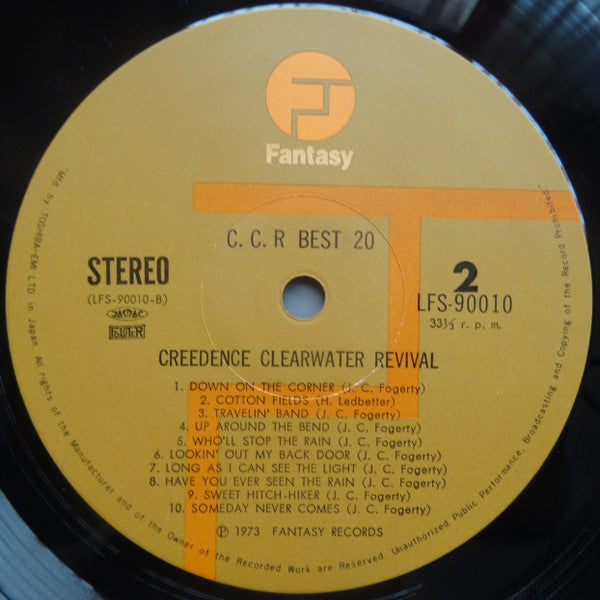 Fantasy
C. C. R BEST 20
STEREO
(LFS-90010-B)
JASRAC
2
LFS-90010
33⅓ r. p. m.
CREEDENCE CLEARWATER REVIVAL
1. DOWN ON THE CORNER (J. C. Fogerty)
2. COTTON FIELDS (H. Ledbetter)
3. TRAVELIN' BAND (J. C. Fogerty)
4. UP AROUND THE BEND (J. C. Fogerty)
5. WHO'LL STOP THE RAIN (J. C. Fogerty)
6. LOOKIN' OUT MY BACK DOOR (J. C. Fogerty)
7. LONG AS I CAN SEE THE LIGHT (J. C. Fogerty)
8. HAVE YOU EVER SEEN THE RAIN (J. C. Fogerty)
9. SWEET HITCH-HIKER (J. C. Fogerty)
10. SOMEDAY NEVER COMES (J. C. Fogerty)
Ⓟ 1973 FANTASY RECORDS
Mfd by TOSHIBA-EMI LTD in Japan. All rights of the Manufacturer and of the Owner of the Recorded Work are Reserved. Unauthorized Public Performance, Broadcasting and Copying of the Record Prohibited.